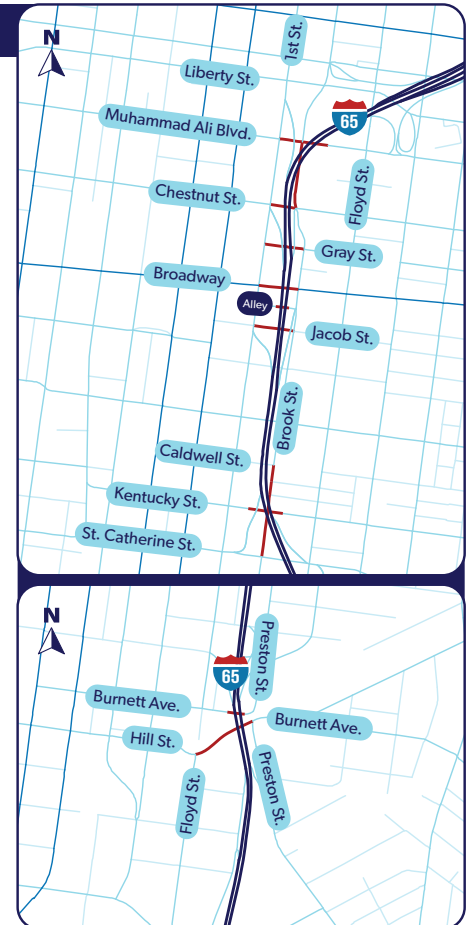 N
1st St.
Liberty St.
65
Muhammad Ali Blvd.
Floyd St.
Chestnut St.
Gray St.
Broadway
Alley
Jacob St.
Brook St.
Caldwell St.
Kentucky St.
St. Catherine St.
N
Preston St.
65
Burnett Ave.
Burnett Ave.
Hill St.
Floyd St.
Preston St.